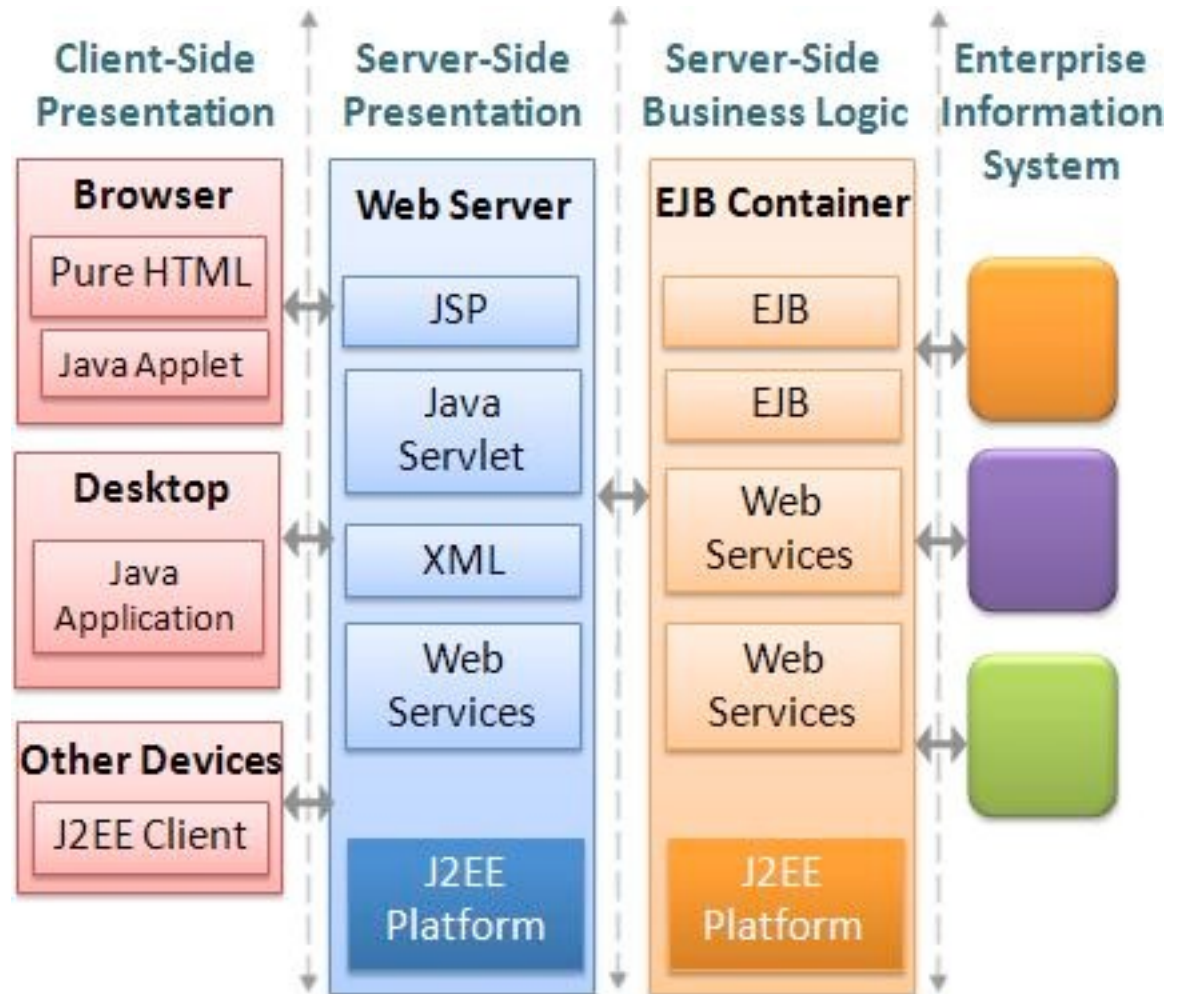 Client-Side
Presentation
Server-Side
Presentation
Server-Side
Business Logic
Enterprise
Information
System
Browser
Pure HTML
Java Applet
Desktop
Java
Application
Other Devices
J2EE Client
Web Server
JSP
Java
Servlet
XML
Web
Services
J2EE
Platform
EJB Container
EJB
EJB
Web
Services
Web
Services
J2EE
Platform